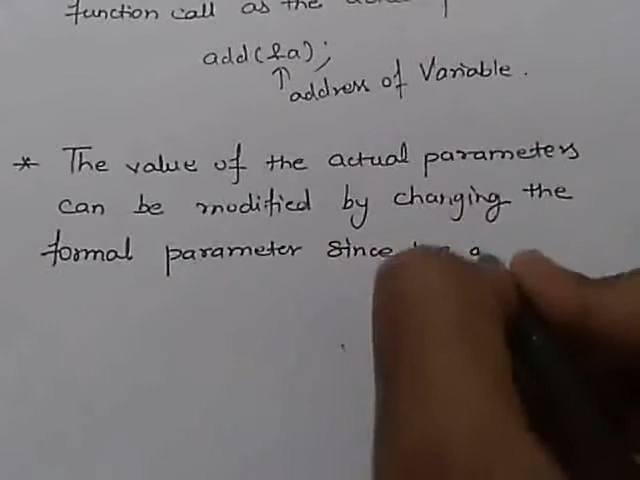 function call as the
add(&a);
address of Variable.
* The value of the actual parameters
can be modified by changing the
formal parameter since